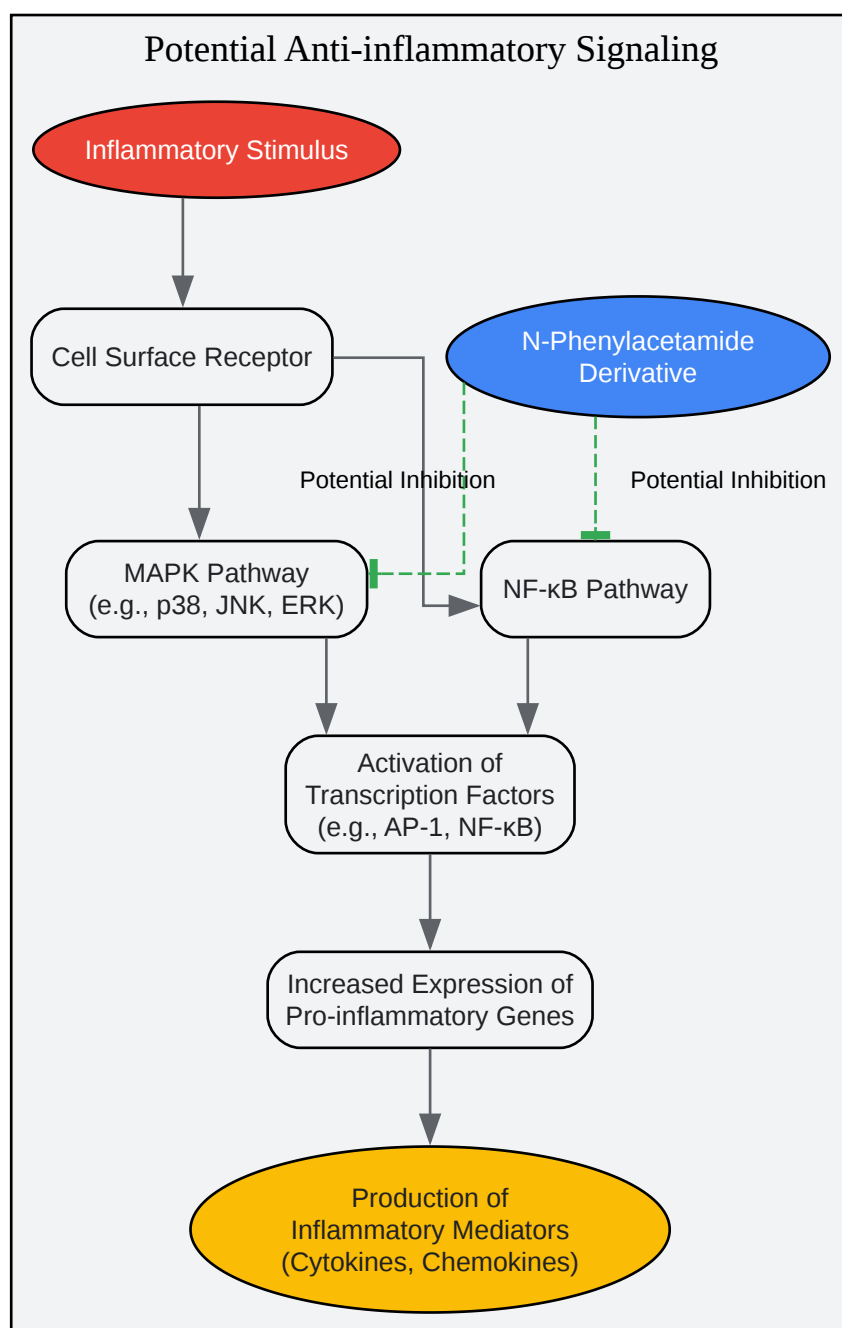 Potential Anti-inflammatory Signaling
Inflammatory Stimulus
Cell Surface Receptor
N-Phenylacetamide
Derivative
Potential Inhibition
Potential Inhibition
MAPK Pathway
(e.g., p38, JNK, ERK)
NF-κB Pathway
Activation of
Transcription Factors
(e.g., AP-1, NF-κB)
Increased Expression of
Pro-inflammatory Genes
Production of
Inflammatory Mediators
(Cytokines, Chemokines)